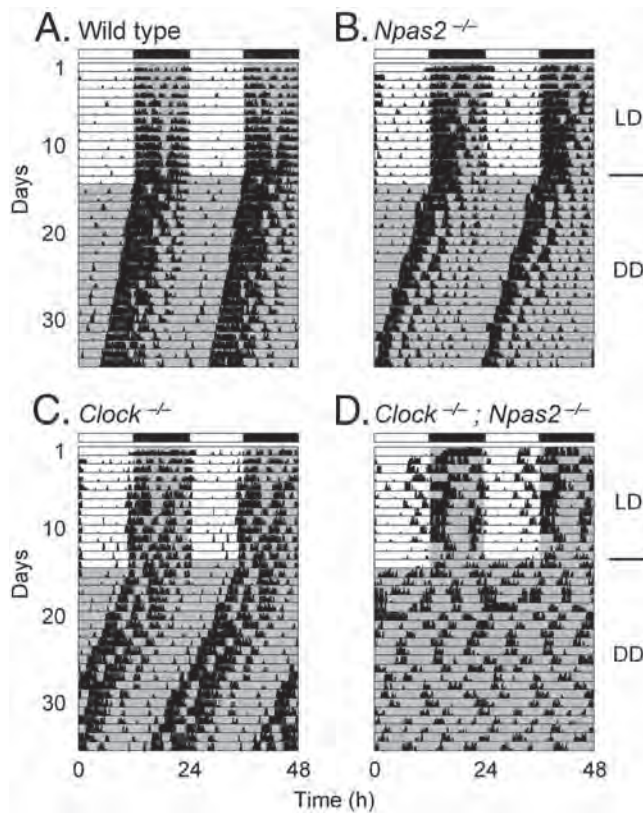 A. Wild type
B. Npas2 −/−
1
10
20
30
Days
LD
DD
C. Clock −/−
D. Clock −/− ; Npas2 −/−
1
10
20
30
Days
LD
DD
0 24 48
0 24 48
Time (h)